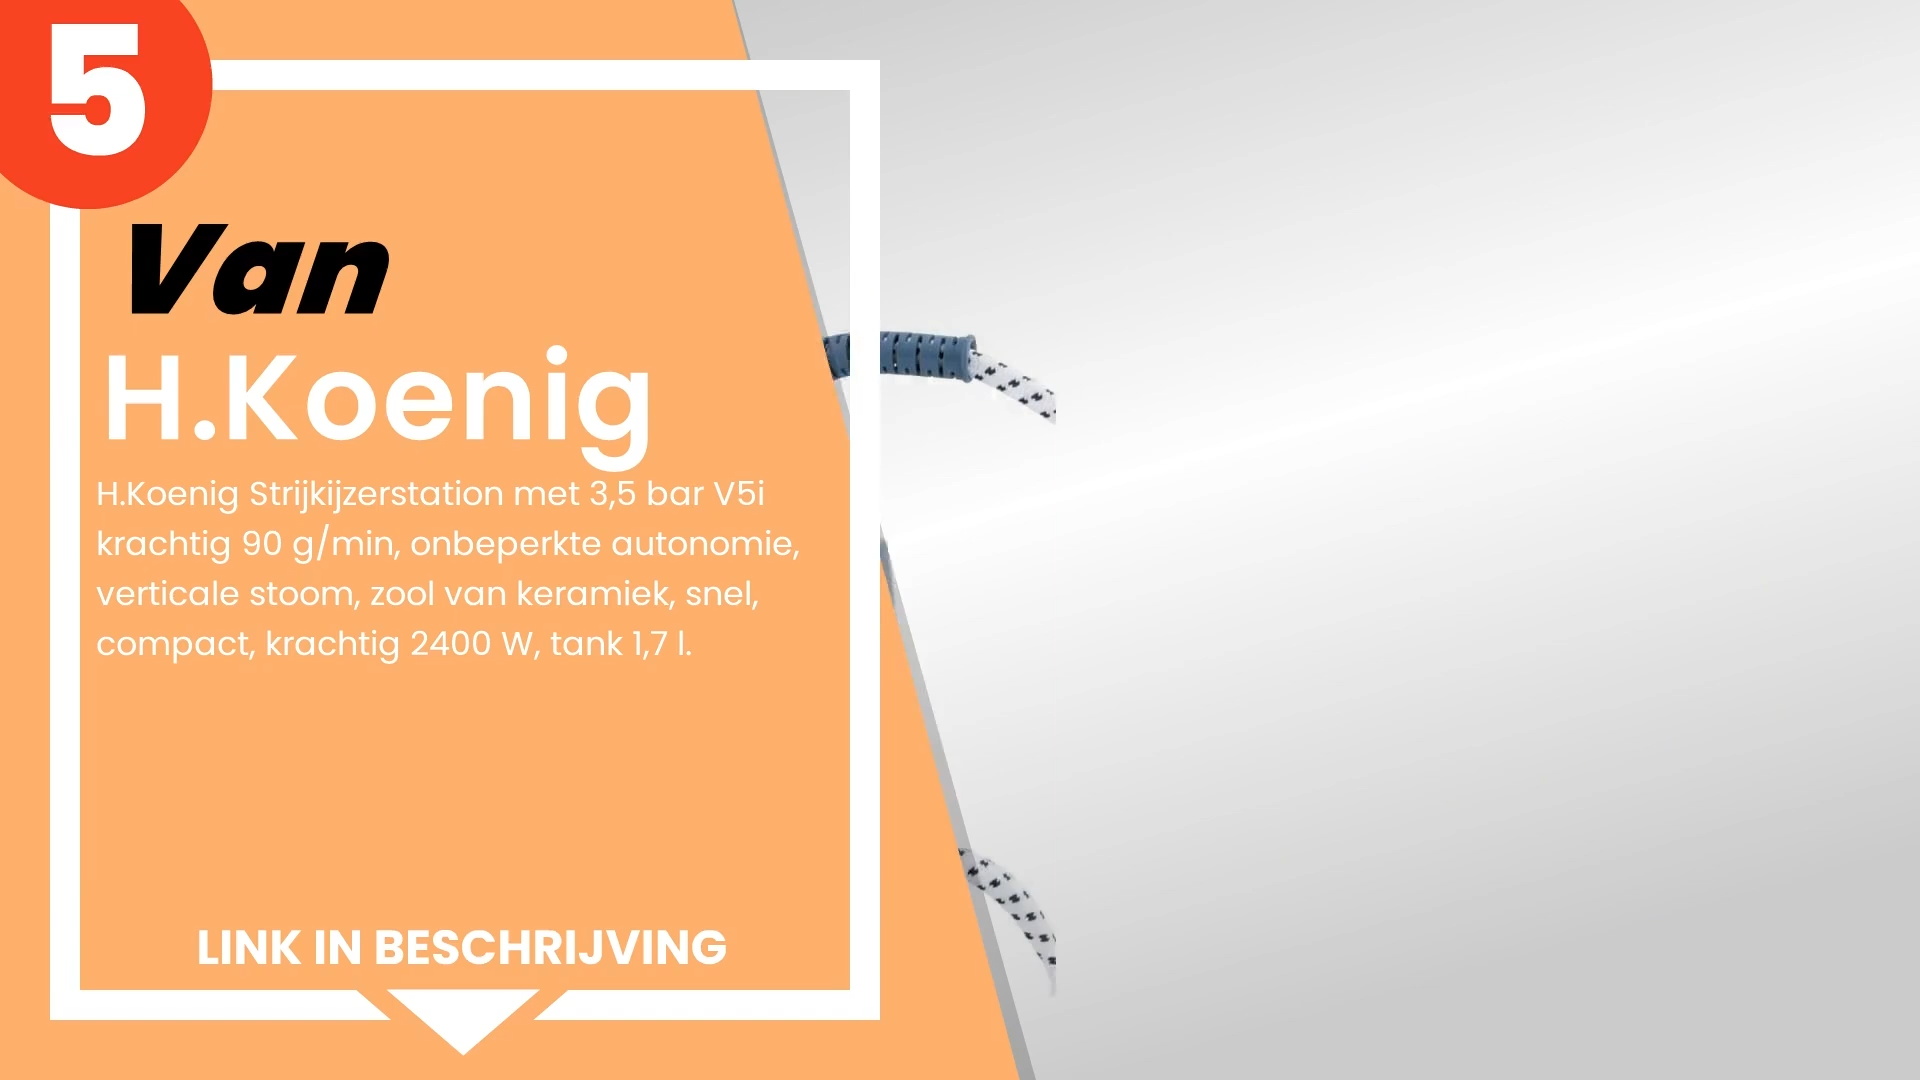 5
Van
H.Koenig
H.Koenig Strijkijzerstation met 3,5 bar V5i
krachtig 90 g/min, onbeperkte autonomie,
verticale stoom, zool van keramiek, snel,
compact, krachtig 2400 W, tank 1,7 l.
LINK IN BESCHRIJVING